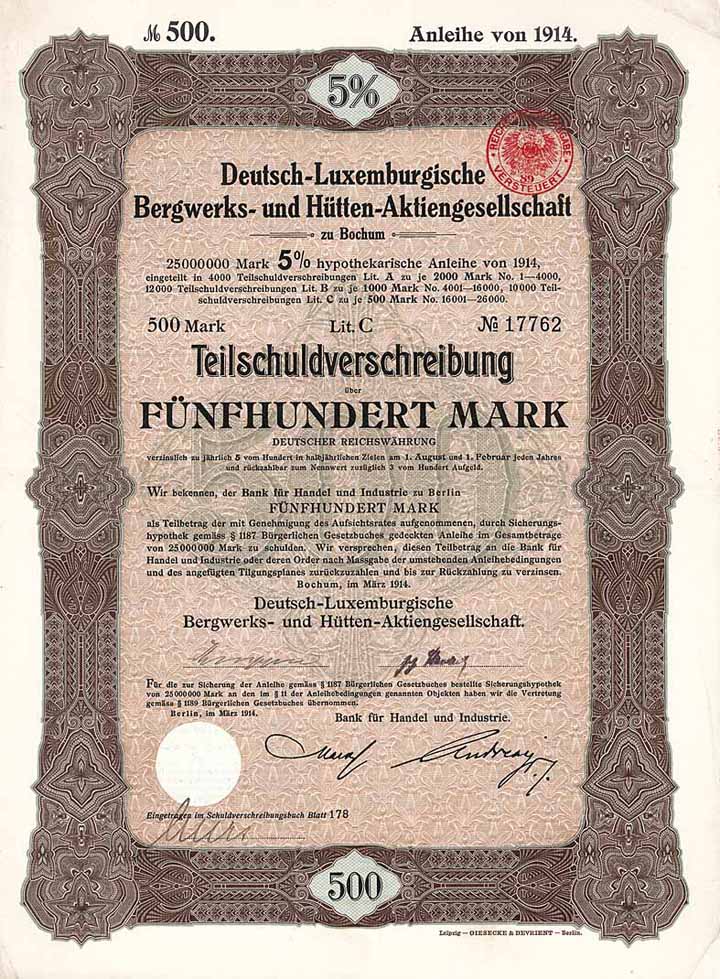 ℳ 500.
Anleihe von 1914.
5%
REICHSSTEMPELABGABE
89
VERSTEUERT
Deutsch-Luxemburgische
Bergwerks- und Hütten-Aktiengesellschaft
zu Bochum
25000000 Mark 5% hypothekarische Anleihe von 1914,
eingeteilt in 4000 Teilschuldverschreibungen Lit. A zu je 2000 Mark No. 1—4000,
12000 Teilschuldverschreibungen Lit. B zu je 1000 Mark No. 4001—16000, 10000 Teil-
schuldverschreibungen Lit. C zu je 500 Mark No. 16001—26000.
500 Mark Lit. C № 17762
Teilschuldverschreibung
über
FÜNFHUNDERT MARK
DEUTSCHER REICHSWÄHRUNG
verzinslich zu jährlich 5 vom Hundert in halbjährlichen Zielen am 1. August und 1. Februar jeden Jahres
und rückzahlbar zum Nennwert zuzüglich 3 vom Hundert Aufgeld.
Wir bekennen, der Bank für Handel und Industrie zu Berlin
FÜNFHUNDERT MARK
als Teilbetrag der mit Genehmigung des Aufsichtsrates aufgenommenen, durch Sicherungs-
hypothek gemäss § 1187 Bürgerlichen Gesetzbuches gedeckten Anleihe im Gesamtbetrage
von 25000000 Mark zu schulden. Wir versprechen, diesen Teilbetrag an die Bank für
Handel und Industrie oder deren Order nach Massgabe der umstehenden Anleihebedingungen
und des angefügten Tilgungsplanes zurückzuzahlen und bis zur Rückzahlung zu verzinsen.
Bochum, im März 1914.
Deutsch-Luxemburgische
Bergwerks- und Hütten-Aktiengesellschaft.
Für die zur Sicherung der Anleihe gemäss § 1187 Bürgerlichen Gesetzbuches bestellte Sicherungshypothek
von 25000000 Mark an den im § 11 der Anleihebedingungen genannten Objekten haben wir die Vertretung
gemäss § 1189 Bürgerlichen Gesetzbuches übernommen.
Berlin, im März 1914.
Bank für Handel und Industrie.
Eingetragen im Schuldverschreibungsbuch Blatt 178
500
Leipzig — GIESECKE & DEVRIENT — Berlin.